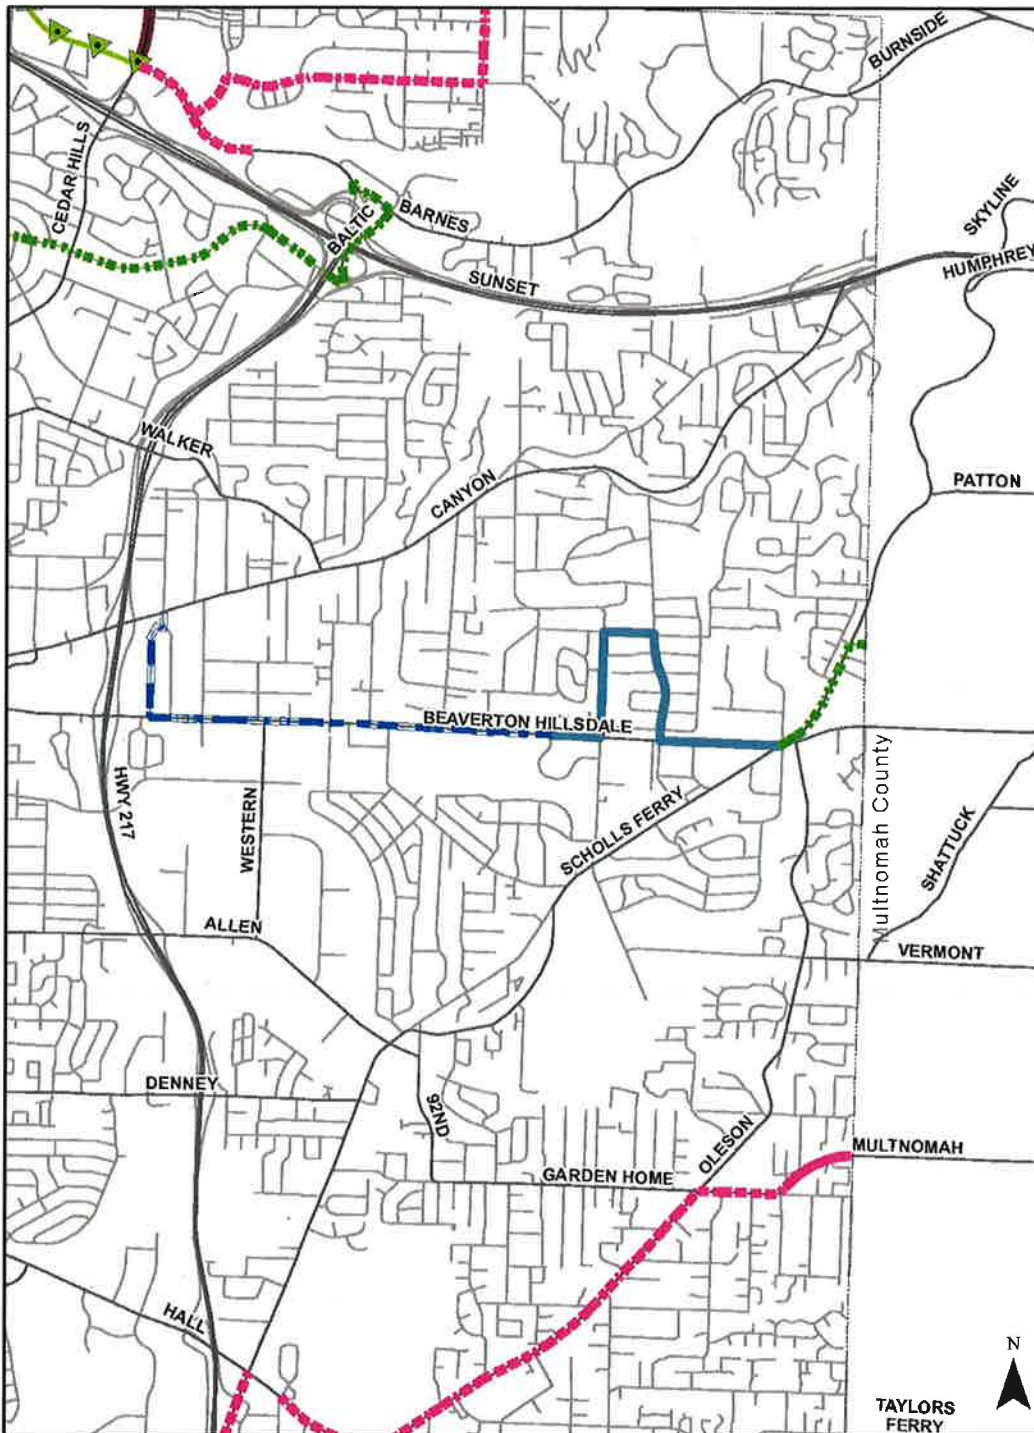 BURNSIDE
CEDAR HILLS
SKYLINE
BALTIC
BARNES
HUMPHREY
SUNSET
WALKER
CANYON
PATTON
BEAVERTON HILLSDALE
HWY 217
WESTERN
SCHOLLS FERRY
Multnomah County
SHATTUCK
ALLEN
VERMONT
DENNEY
92ND
OLESON
MULTNOMAH
GARDEN HOME
HALL
N
TAYLORS
FERRY